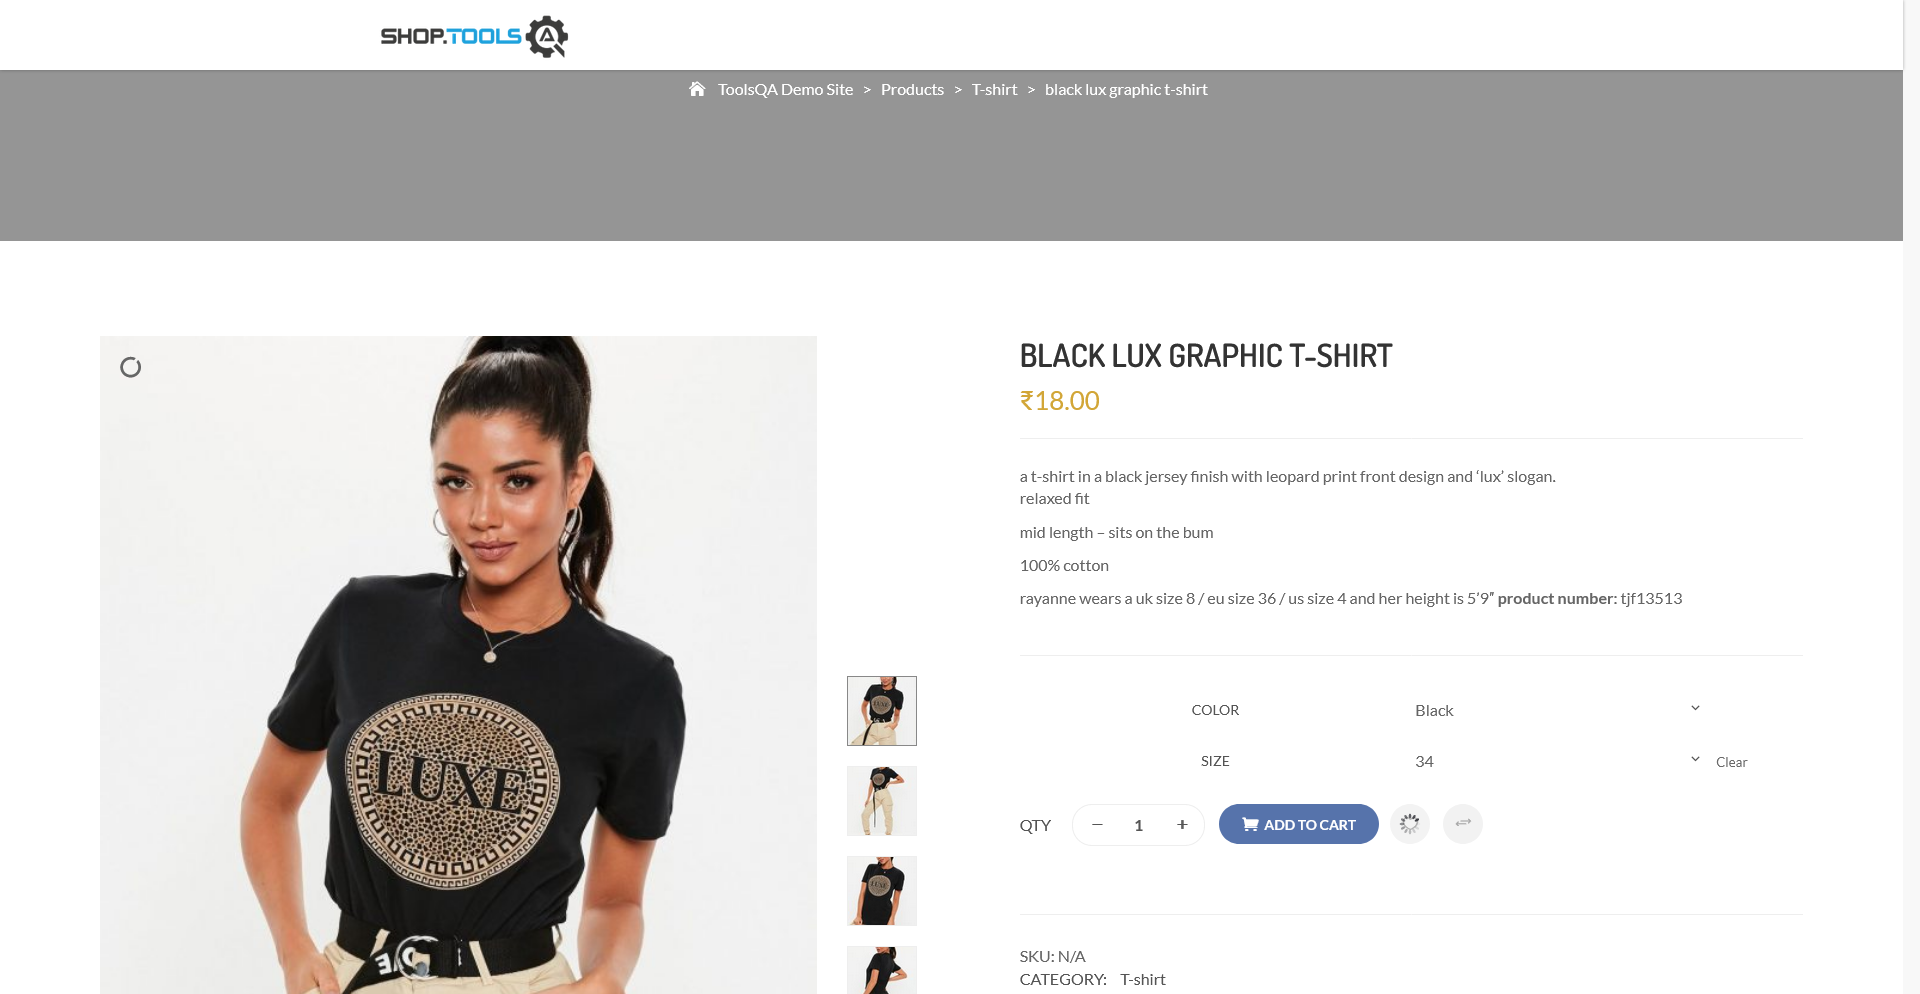 SHOP.TOOLS
ToolsQA Demo Site > Products > T-shirt > black lux graphic t-shirt
BLACK LUX GRAPHIC T-SHIRT
₹18.00
a t-shirt in a black jersey finish with leopard print front design and ‘lux’ slogan.
relaxed fit
mid length – sits on the bum
100% cotton
rayanne wears a uk size 8 / eu size 36 / us size 4 and her height is 5’9” product number: tjf13513
LUXE
COLOR Black
SIZE 34 Clear
QTY − 1 + ADD TO CART
SKU: N/A
CATEGORY: T-shirt